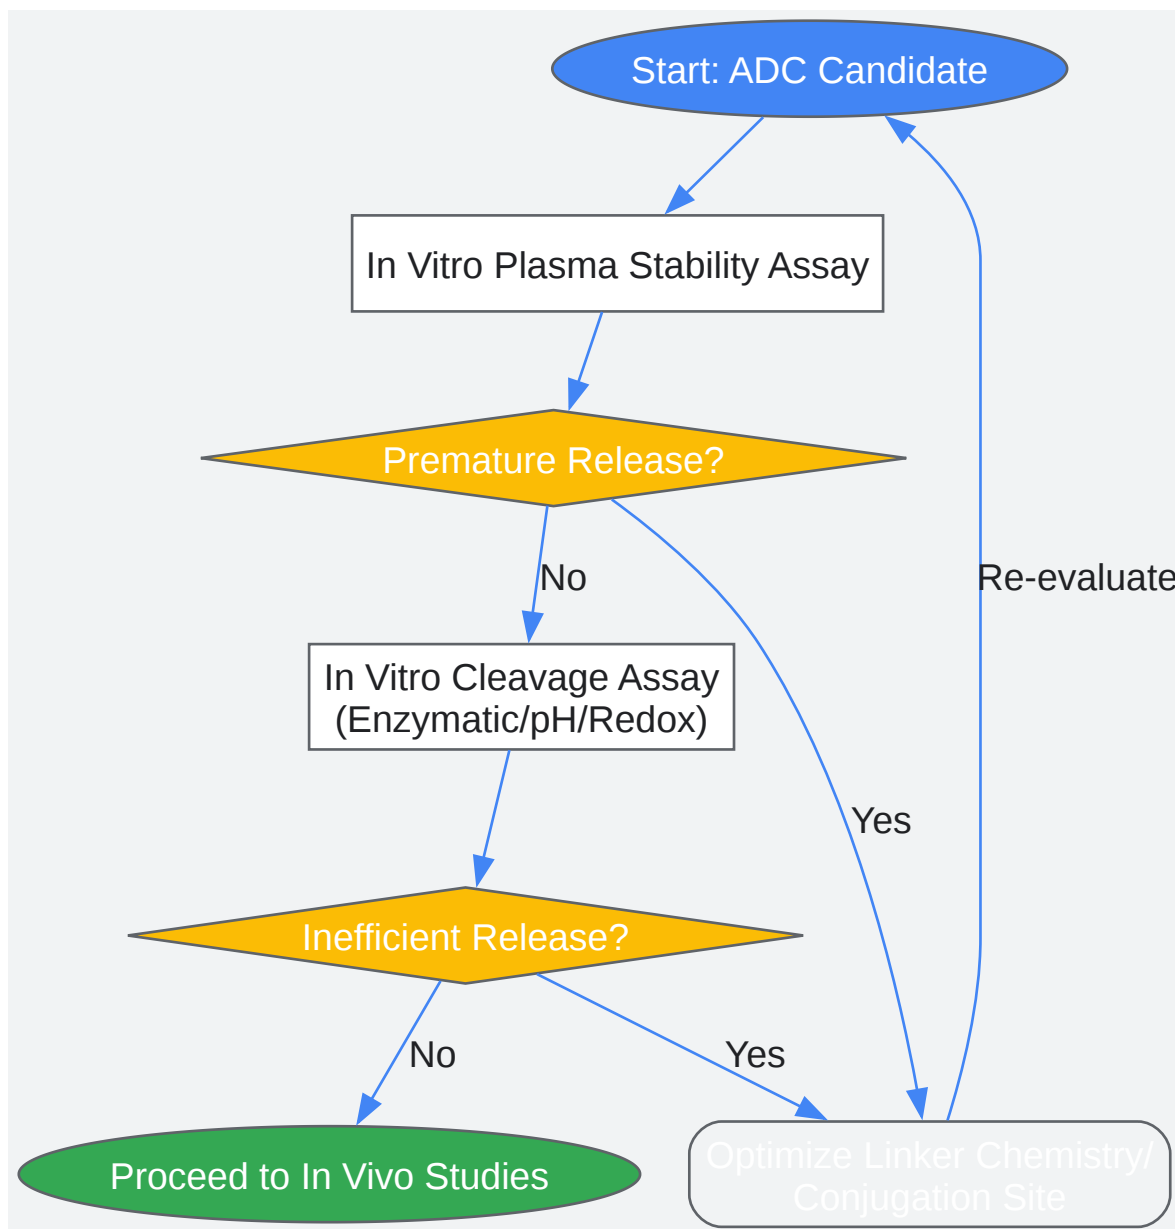 Start: ADC Candidate
In Vitro Plasma Stability Assay
Premature Release?
No
Re-evaluate
In Vitro Cleavage Assay
(Enzymatic/pH/Redox)
Yes
Inefficient Release?
No
Yes
Proceed to In Vivo Studies
Optimize Linker Chemistry/
Conjugation Site